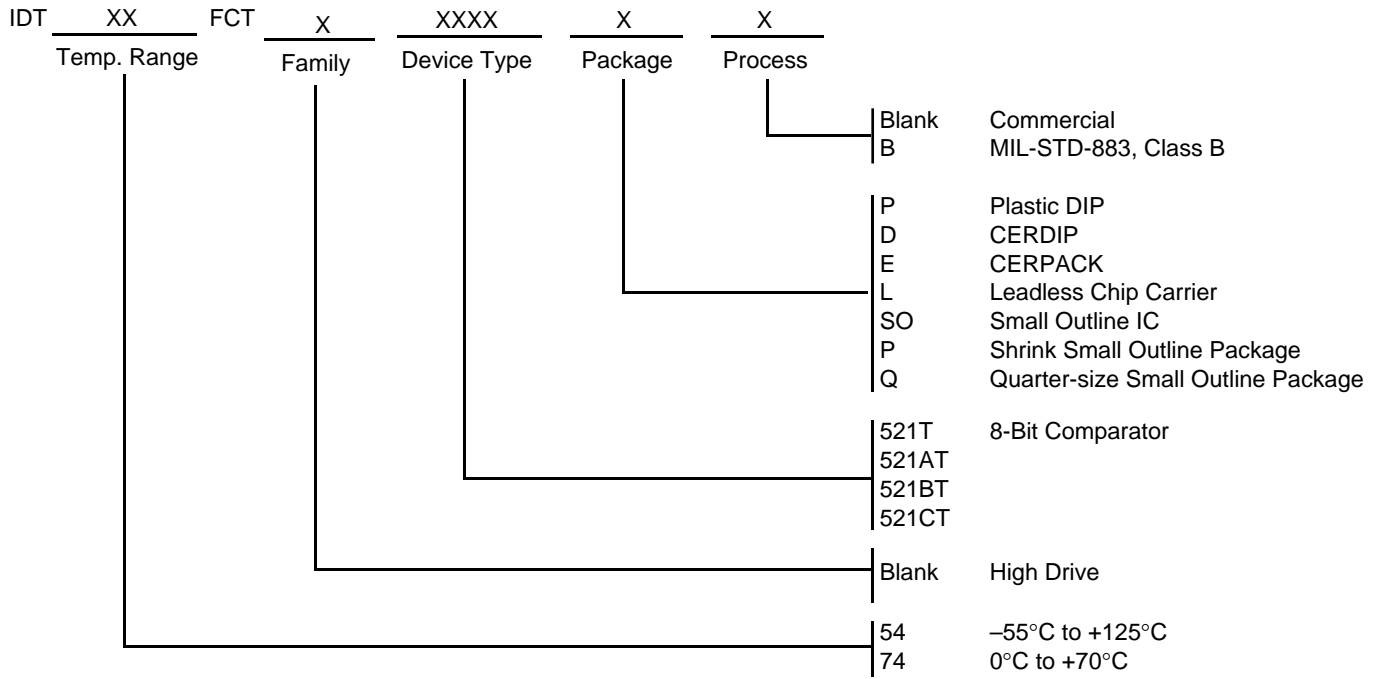 IDT XX FCT X XXXX X X
Temp. Range Family Device Type Package Process
Blank Commercial
B MIL-STD-883, Class B
P Plastic DIP
D CERDIP
E CERPACK
L Leadless Chip Carrier
SO Small Outline IC
P Shrink Small Outline Package
Q Quarter-size Small Outline Package
521T 8-Bit Comparator
521AT
521BT
521CT
Blank High Drive
54 –55°C to +125°C
74 0°C to +70°C